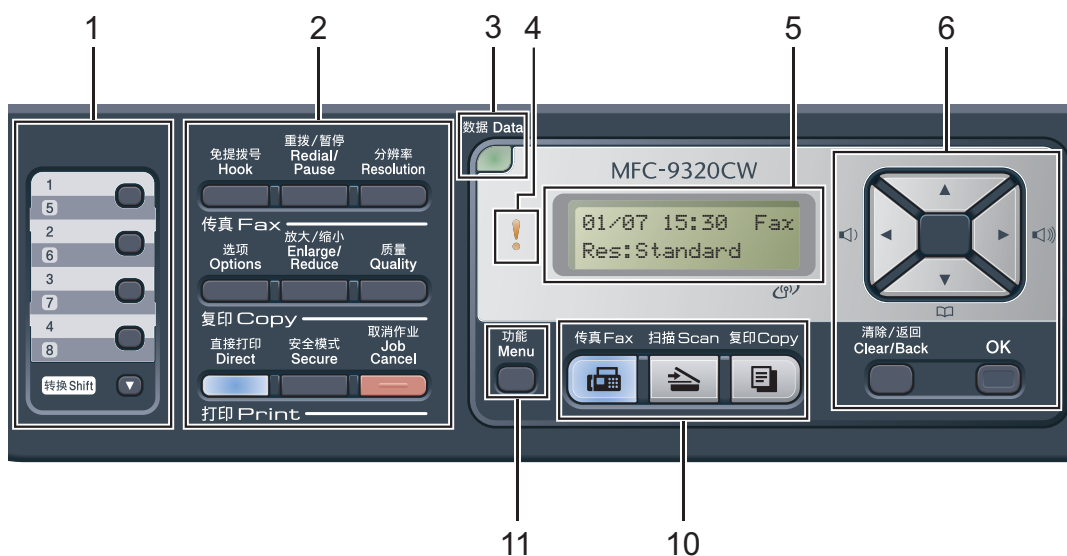 1
2
3
4
5
6
1
5
2
6
3
7
4
8
转换 Shift
免提拨号
Hook
重拨/暂停
Redial/
Pause
分辨率
Resolution
传真 Fax
选项
Options
放大/缩小
Enlarge/
Reduce
质量
Quality
复印 Copy
直接打印
Direct
安全模式
Secure
取消作业
Job
Cancel
打印 Print
数据 Data
MFC-9320CW
01/07 15:30 Fax
Res:Standard
功能
Menu
传真 Fax
扫描 Scan
复印 Copy
清除/返回
Clear/Back
OK
11
10